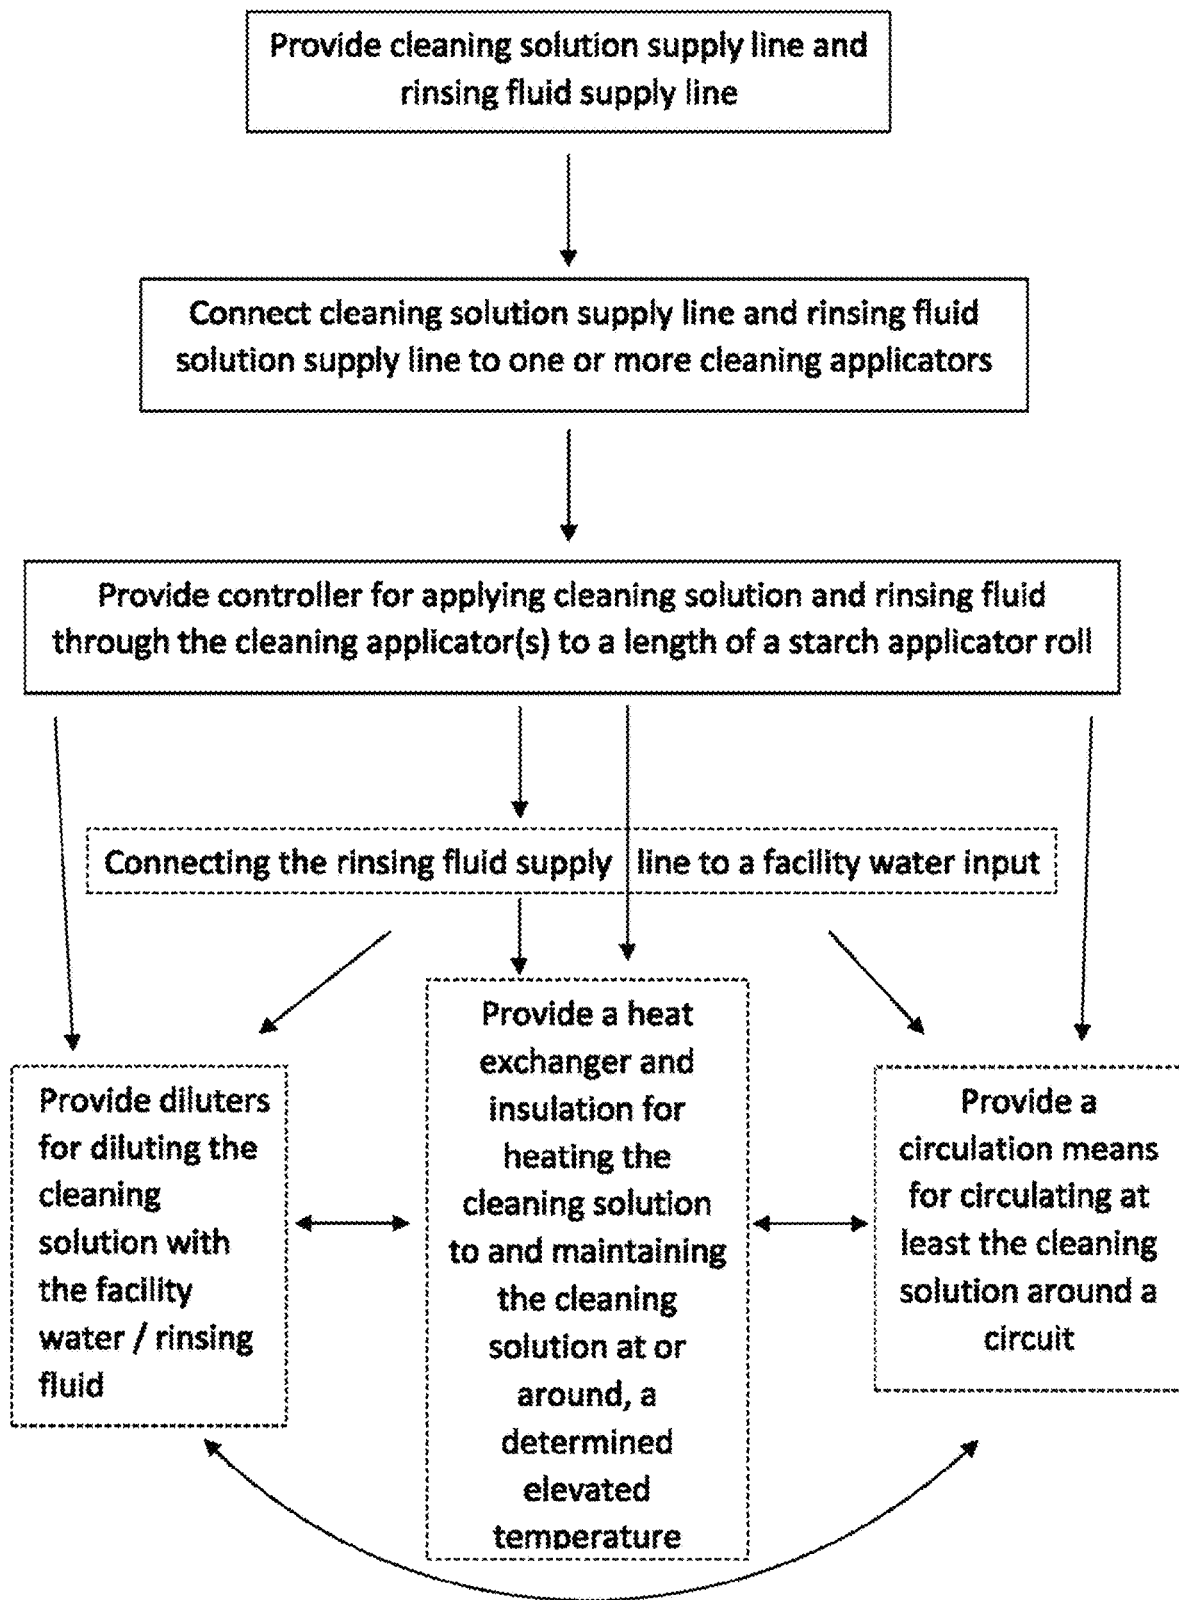 Provide cleaning solution supply line and
rinsing fluid supply line
Connect cleaning solution supply line and rinsing fluid
solution supply line to one or more cleaning applicators
Provide controller for applying cleaning solution and rinsing fluid
through the cleaning applicator(s) to a length of a starch applicator roll
Connecting the rinsing fluid supply line to a facility water input
Provide diluters
for diluting the
cleaning
solution with
the facility
water / rinsing
fluid
Provide a heat
exchanger and
insulation for
heating the
cleaning solution
to and maintaining
the cleaning
solution at or
around, a
determined
elevated
temperature
Provide a
circulation means
for circulating at
least the cleaning
solution around a
circuit